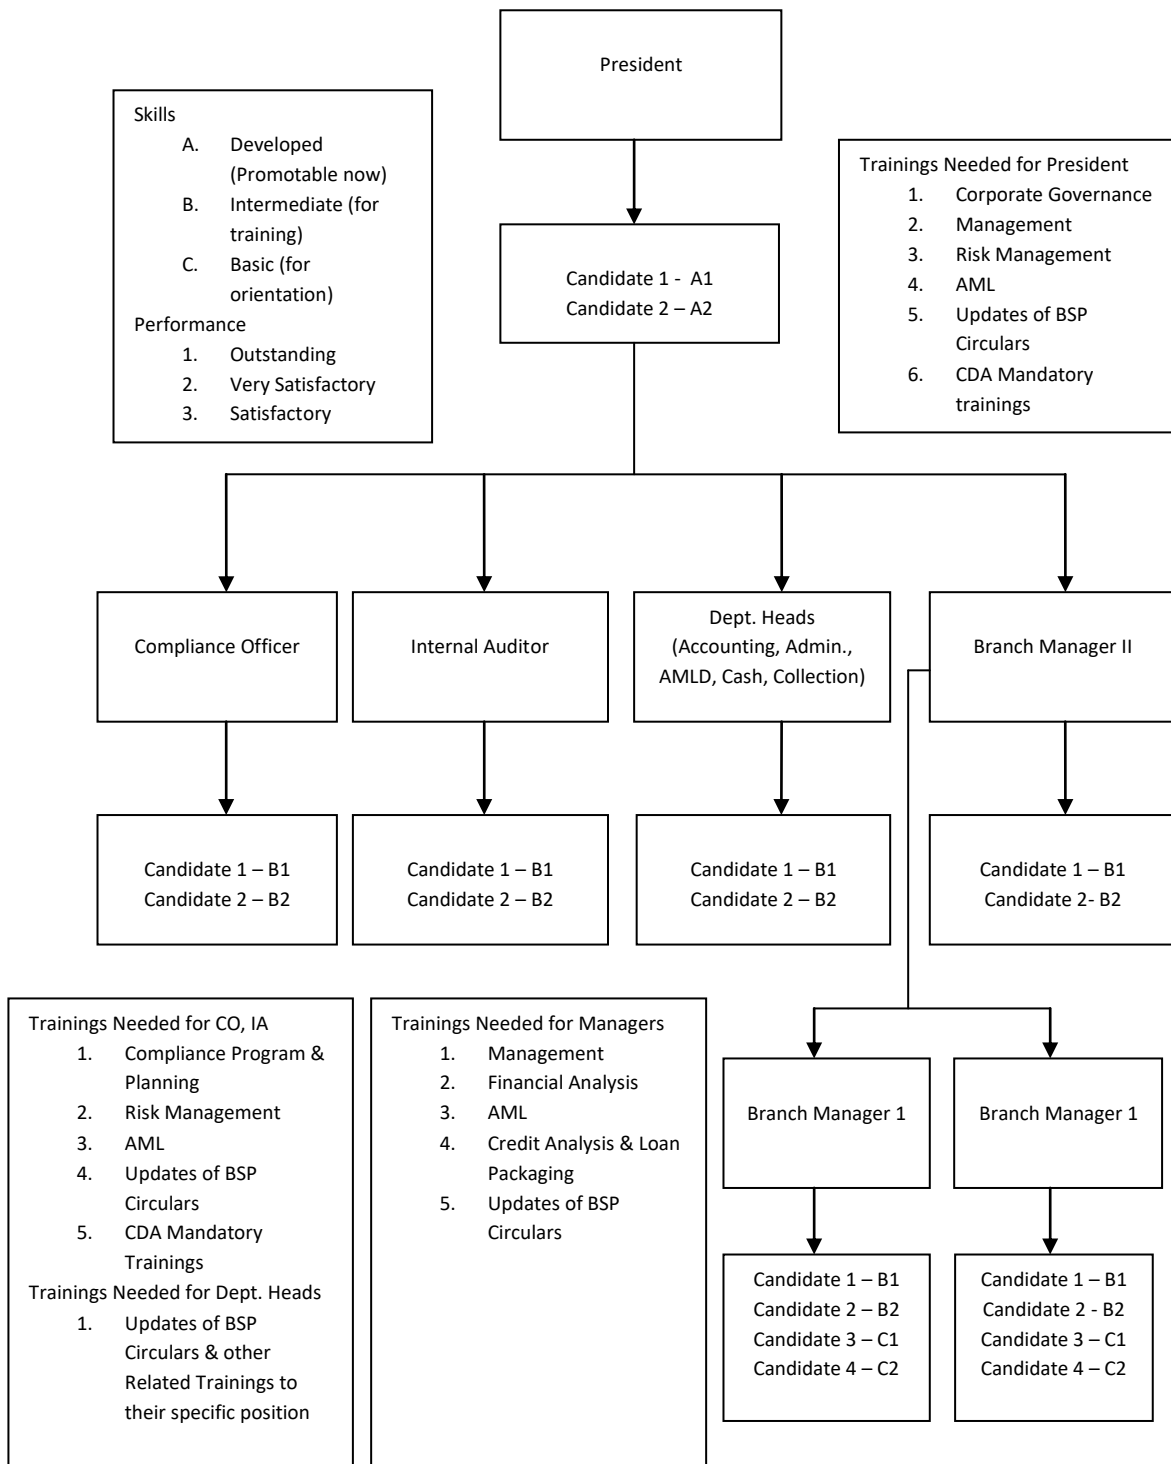 President
Skills
A. Developed
(Promotable now)
B. Intermediate (for
training)
C. Basic (for
orientation)
Performance
1. Outstanding
2. Very Satisfactory
3. Satisfactory
Trainings Needed for President
1. Corporate Governance
2. Management
3. Risk Management
4. AML
5. Updates of BSP
Circulars
6. CDA Mandatory
trainings
Candidate 1 - A1
Candidate 2 – A2
Compliance Officer
Internal Auditor
Dept. Heads
(Accounting, Admin.,
AMLD, Cash, Collection)
Branch Manager II
Candidate 1 – B1
Candidate 2 – B2
Candidate 1 – B1
Candidate 2 – B2
Candidate 1 – B1
Candidate 2 – B2
Candidate 1 – B1
Candidate 2- B2
Trainings Needed for CO, IA
1. Compliance Program &
Planning
2. Risk Management
3. AML
4. Updates of BSP
Circulars
5. CDA Mandatory
Trainings
Trainings Needed for Dept. Heads
1. Updates of BSP
Circulars & other
Related Trainings to
their specific position
Trainings Needed for Managers
1. Management
2. Financial Analysis
3. AML
4. Credit Analysis & Loan
Packaging
5. Updates of BSP
Circulars
Branch Manager 1
Branch Manager 1
Candidate 1 – B1
Candidate 2 – B2
Candidate 3 – C1
Candidate 4 – C2
Candidate 1 – B1
Candidate 2 - B2
Candidate 3 – C1
Candidate 4 – C2